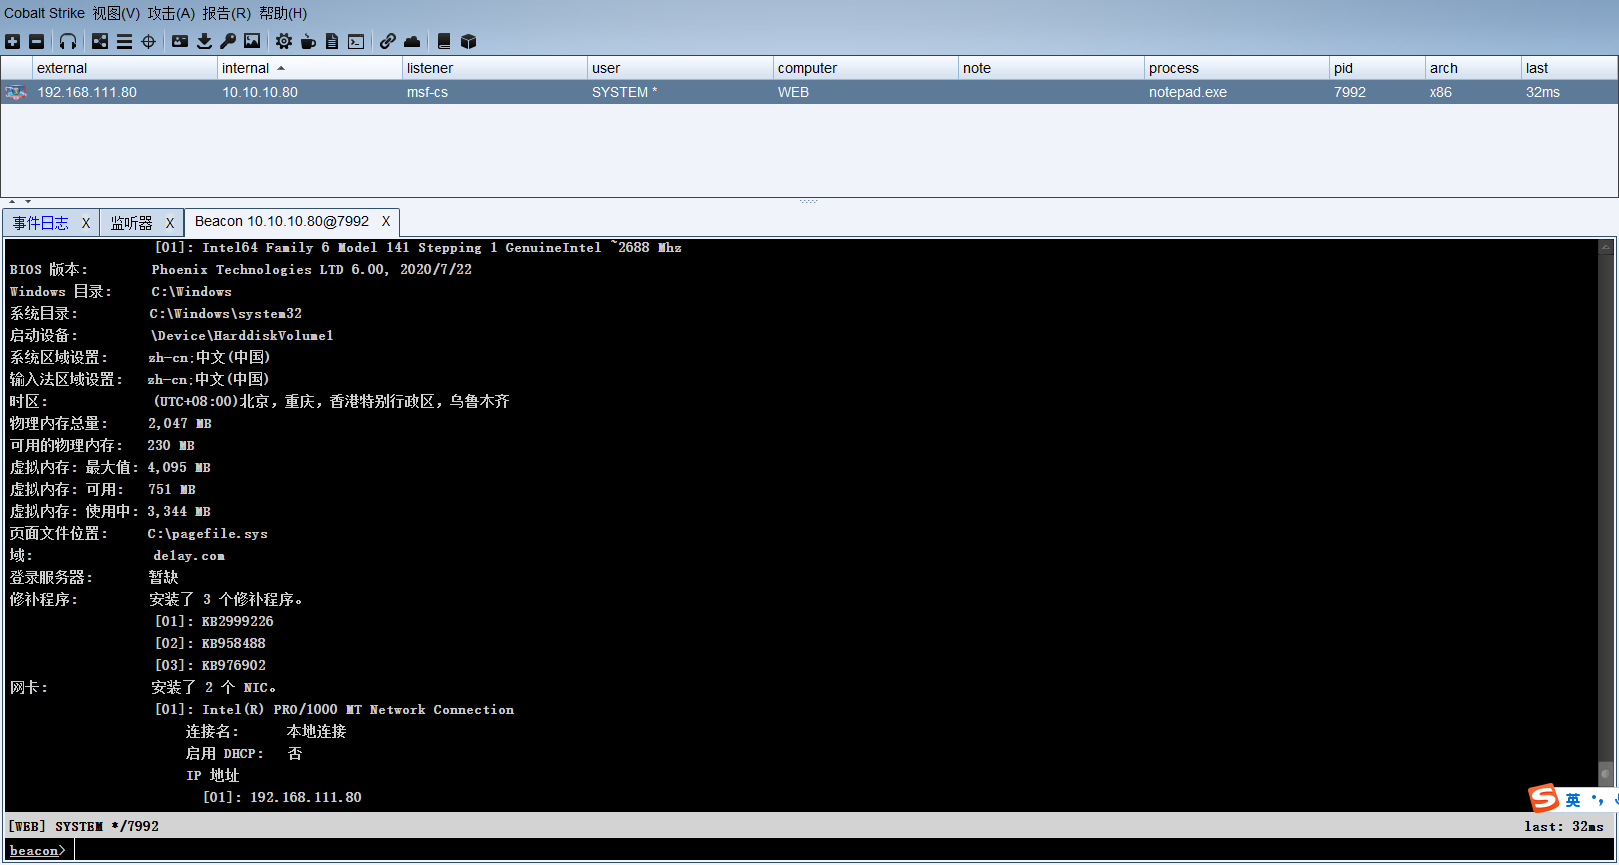 Cobalt Strike 视图(V) 攻击(A) 报告(R) 帮助(H)
external internal listener user computer note process pid arch last
192.168.111.80 10.10.10.80 msf-cs SYSTEM * WEB notepad.exe 7992 x86 32ms
事件日志 X 监听器 X Beacon 10.10.10.80@7992 X
[01]: Intel64 Family 6 Model 141 Stepping 1 GenuineIntel ~2688 Mhz
BIOS 版本: Phoenix Technologies LTD 6.00, 2020/7/22
Windows 目录: C:\Windows
系统目录: C:\Windows\system32
启动设备: \Device\HarddiskVolume1
系统区域设置: zh-cn;中文(中国)
输入法区域设置: zh-cn;中文(中国)
时区: (UTC+08:00)北京，重庆，香港特别行政区，乌鲁木齐
物理内存总量: 2,047 MB
可用的物理内存: 230 MB
虚拟内存: 最大值: 4,095 MB
虚拟内存: 可用: 751 MB
虚拟内存: 使用中: 3,344 MB
页面文件位置: C:\pagefile.sys
域: delay.com
登录服务器: 暂缺
修补程序: 安装了 3 个修补程序。
[01]: KB2999226
[02]: KB958488
[03]: KB976902
网卡: 安装了 2 个 NIC。
[01]: Intel(R) PRO/1000 MT Network Connection
连接名: 本地连接
启用 DHCP: 否
IP 地址
[01]: 192.168.111.80
英
[WEB] SYSTEM */7992 last: 32ms
beacon>